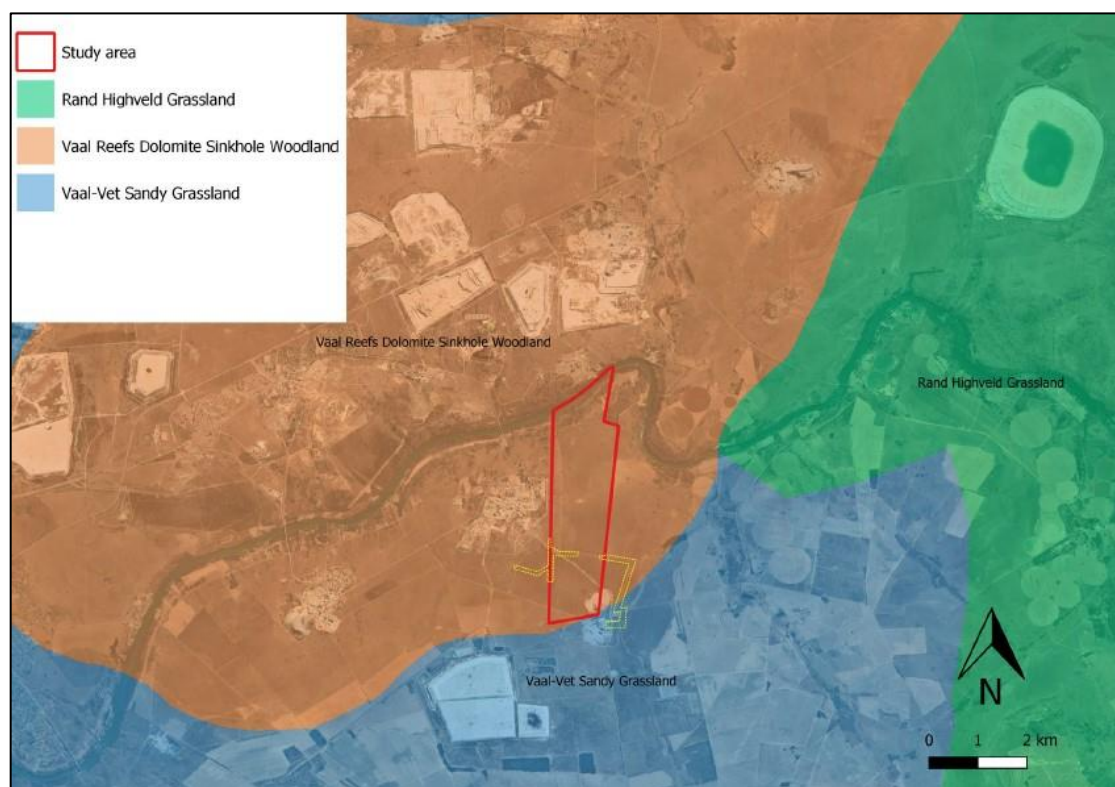 Study area
Rand Highveld Grassland
Vaal Reefs Dolomite Sinkhole Woodland
Vaal-Vet Sandy Grassland
Vaal Reefs Dolomite Sinkhole Woodland
Rand Highveld Grassland
Vaal-Vet Sandy Grassland
N
0 1 2 km